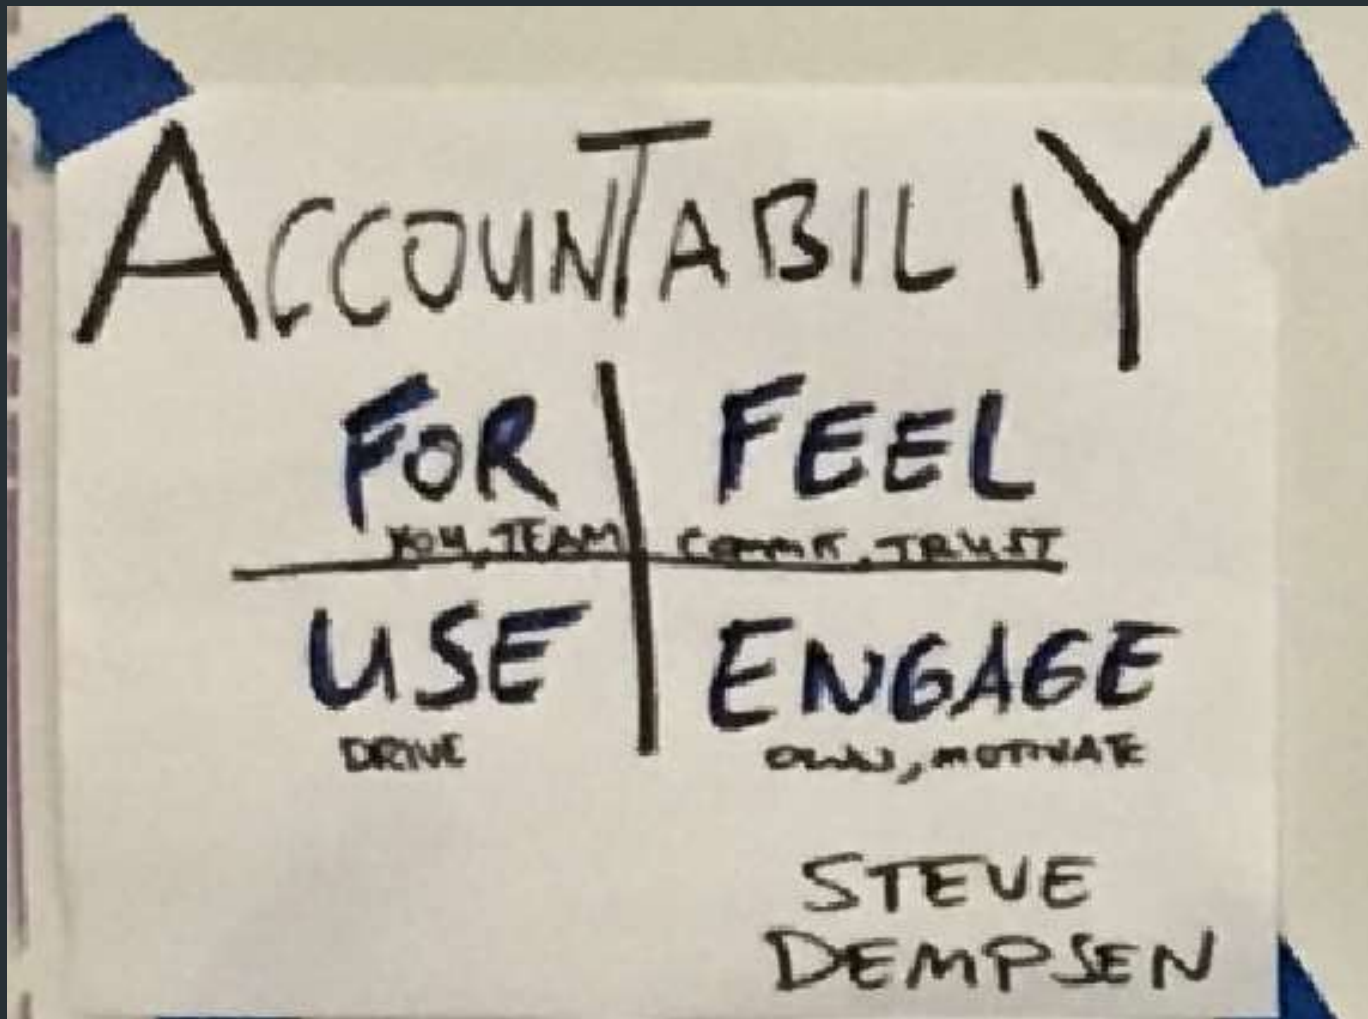 ACCOUNTABILIY
FOR FEEL
YOU, TEAM COMMIT, TRUST
USE ENGAGE
DRIVE OWN, MOTIVATE
STEVE
DEMPSEN